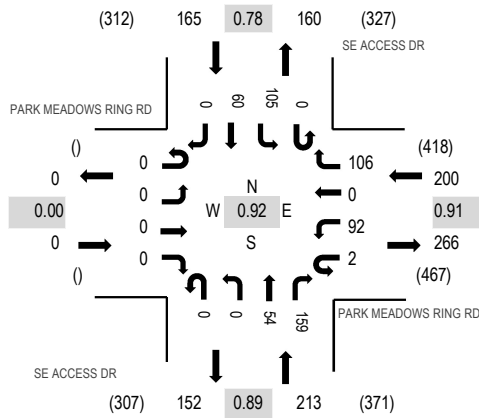 (312) 165 0.78 160 (327)
SE ACCESS DR
PARK MEADOWS RING RD
0 60 105 0
()
0 106 (418)
0 0 200
0.00 0 N 0.91
W 0.92 E
0 S 92 266
0 2 (467)
()
0 0 54 159
PARK MEADOWS RING RD
SE ACCESS DR
(307) 152 0.89 213 (371)